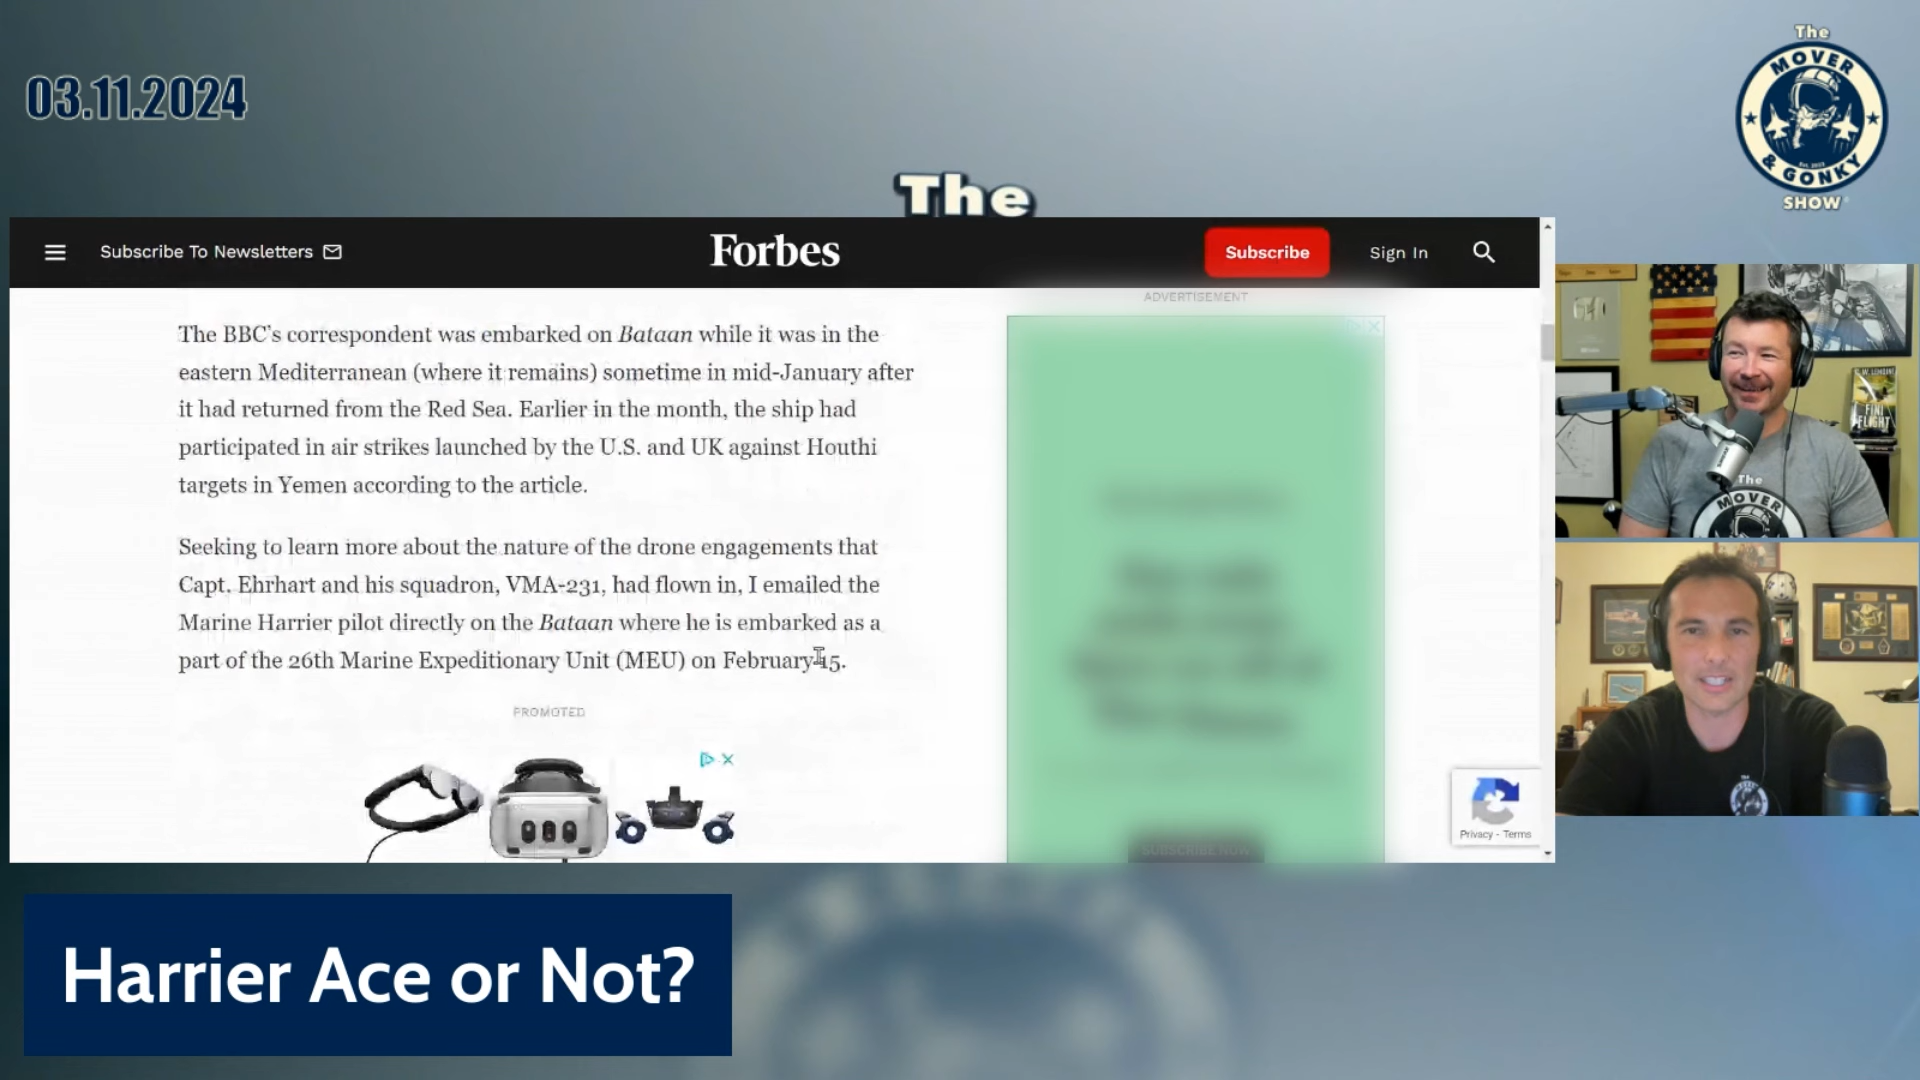 03.11.2024
The
MOVER
& GONKY
SHOW
The
Subscribe To Newsletters
Forbes
Subscribe
Sign In
ADVERTISEMENT
The BBC's correspondent was embarked on Bataan while it was in the
eastern Mediterranean (where it remains) sometime in mid-January after
it had returned from the Red Sea. Earlier in the month, the ship had
participated in air strikes launched by the U.S. and UK against Houthi
targets in Yemen according to the article.
Seeking to learn more about the nature of the drone engagements that
Capt. Ehrhart and his squadron, VMA-231, had flown in, I emailed the
Marine Harrier pilot directly on the Bataan where he is embarked as a
part of the 26th Marine Expeditionary Unit (MEU) on February 15.
PROMOTED
SUBSCRIBE NOW
Privacy - Terms
FINI
FLIGHT
The
MOVER
Harrier Ace or Not?